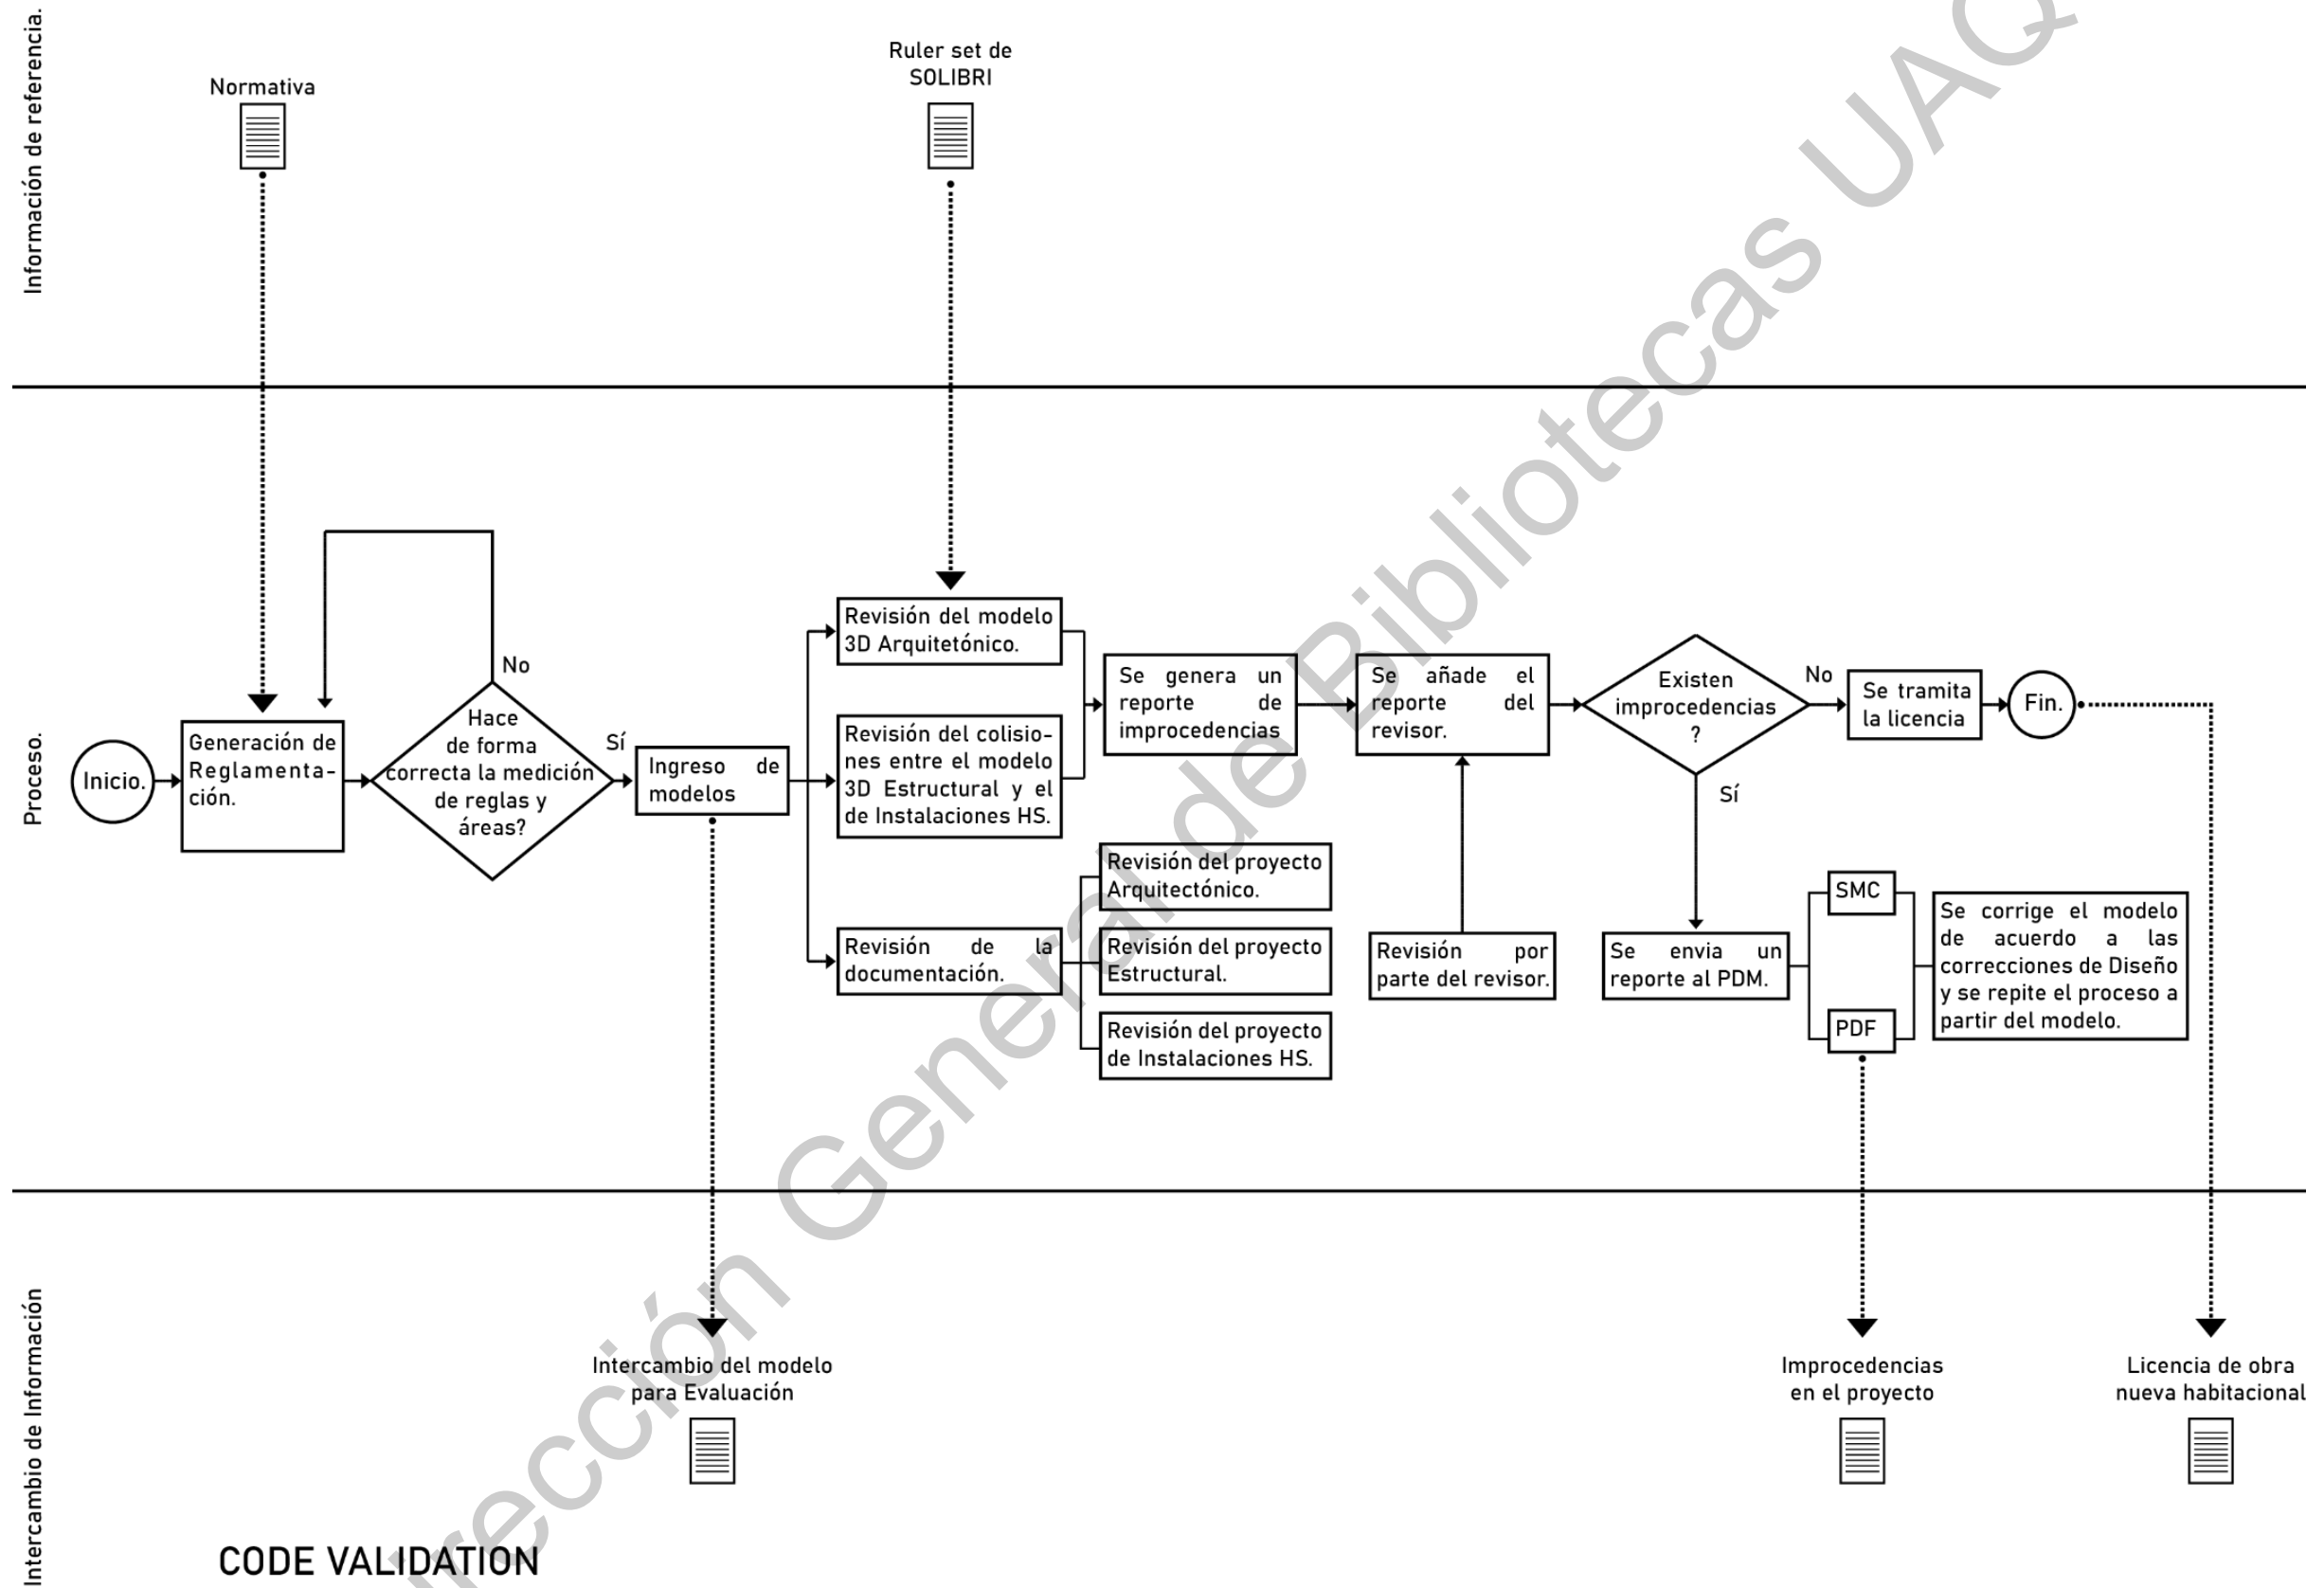 Información de referencia.
Normativa
Ruler set de
SOLIBRI
Proceso.
Inicio.
Generación de
Reglamenta-
ción.
No
Hace
de forma
correcta la medición
de reglas y
áreas?
Sí
Ingreso de
modelos
Revisión del modelo
3D Arquitetónico.
Revisión del colisio-
nes entre el modelo
3D Estructural y el
de Instalaciones HS.
Revisión de la
documentación.
Revisión del proyecto
Arquitectónico.
Revisión del proyecto
Estructural.
Revisión del proyecto
de Instalaciones HS.
Se genera un
reporte de
improcedencias
Se añade el
reporte del
revisor.
Revisión por
parte del revisor.
Existen
improcedencias
?
No
Se tramita
la licencia
Fin.
Sí
Se envia un
reporte al PDM.
SMC
PDF
Se corrige el modelo
de acuerdo a las
correcciones de Diseño
y se repite el proceso a
partir del modelo.
Intercambio de Información
Intercambio del modelo
para Evaluación
Improcedencias
en el proyecto
Licencia de obra
nueva habitacional
CODE VALIDATION
irección General de Bibliotecas UAQ